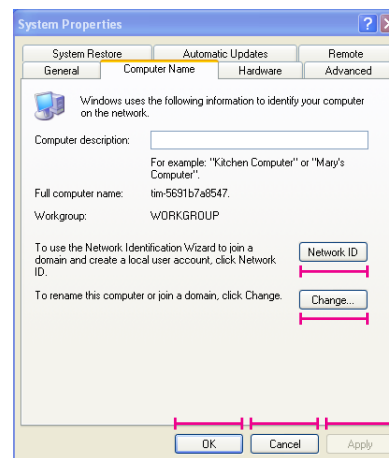 System Properties
System Restore
Automatic Updates
Remote
General
Computer Name
Hardware
Advanced
Windows uses the following information to identify your computer
on the network.
Computer description:
For example: "Kitchen Computer" or "Mary's
Computer".
Full computer name:
tim-5691b7a8547.
Workgroup:
WORKGROUP
To use the Network Identification Wizard to join a
domain and create a local user account, click Network
ID.
Network ID
To rename this computer or join a domain, click Change.
Change...
OK
Cancel
Apply